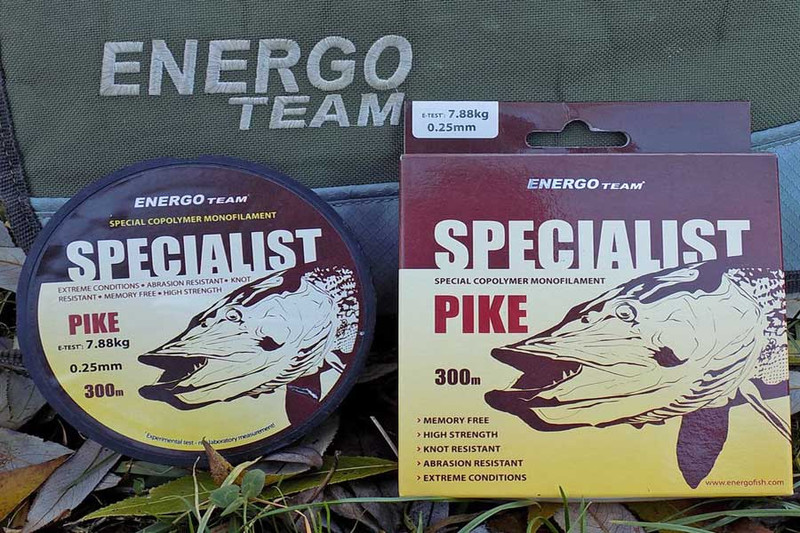 ENERGO
TEAM
ENERGO TEAM
SPECIAL COPOLYMER MONOFILAMENT
SPECIALIST
EXTREME CONDITIONS • ABRASION RESISTANT • KNOT
RESISTANT • MEMORY FREE • HIGH STRENGTH
PIKE
E-TEST: 7.88kg
0.25mm
300m
E-TEST: 7.88kg
0.25mm
ENERGO TEAM
SPECIALIST
SPECIAL COPOLYMER MONOFILAMENT
PIKE
300m
› MEMORY FREE
› HIGH STRENGTH
› KNOT RESISTANT
› ABRASION RESISTANT
› EXTREME CONDITIONS
www.energofish.com